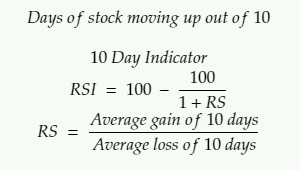 Days of stock moving up out of 10
10 Day Indicator
RSI = 100 − 100 / 1 + RS
RS = Average gain of 10 days / Average loss of 10 days